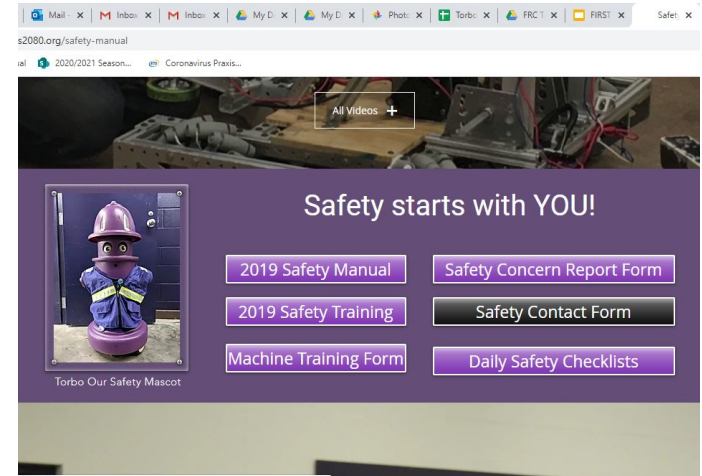 Mail - X M Inbox X M Inbox X My D X My D X Photo X Torbo X FRC T X FIRST X Safet X
s2080.org/safety-manual
ual 2020/2021 Season... Coronavirus Praxis...
All Videos +
Safety starts with YOU!
2019 Safety Manual Safety Concern Report Form
2019 Safety Training Safety Contact Form
Machine Training Form Daily Safety Checklists
Torbo Our Safety Mascot